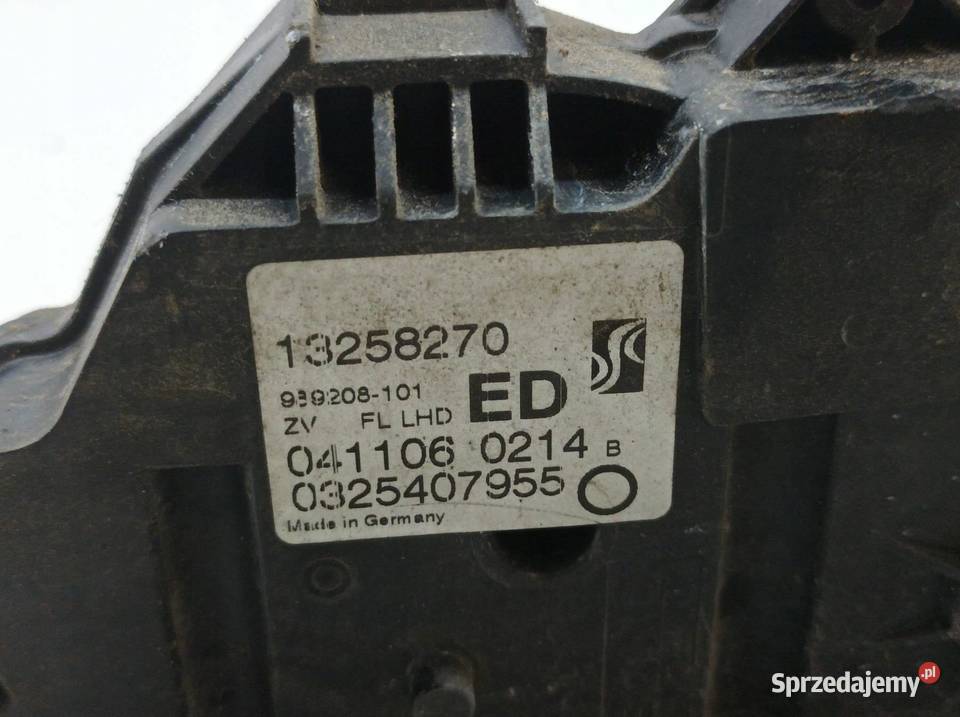 13258270
939208-101 ED
ZV FL LHD
041106 0214 B
0325407955
Made in Germany
Sprzedajemy.pl